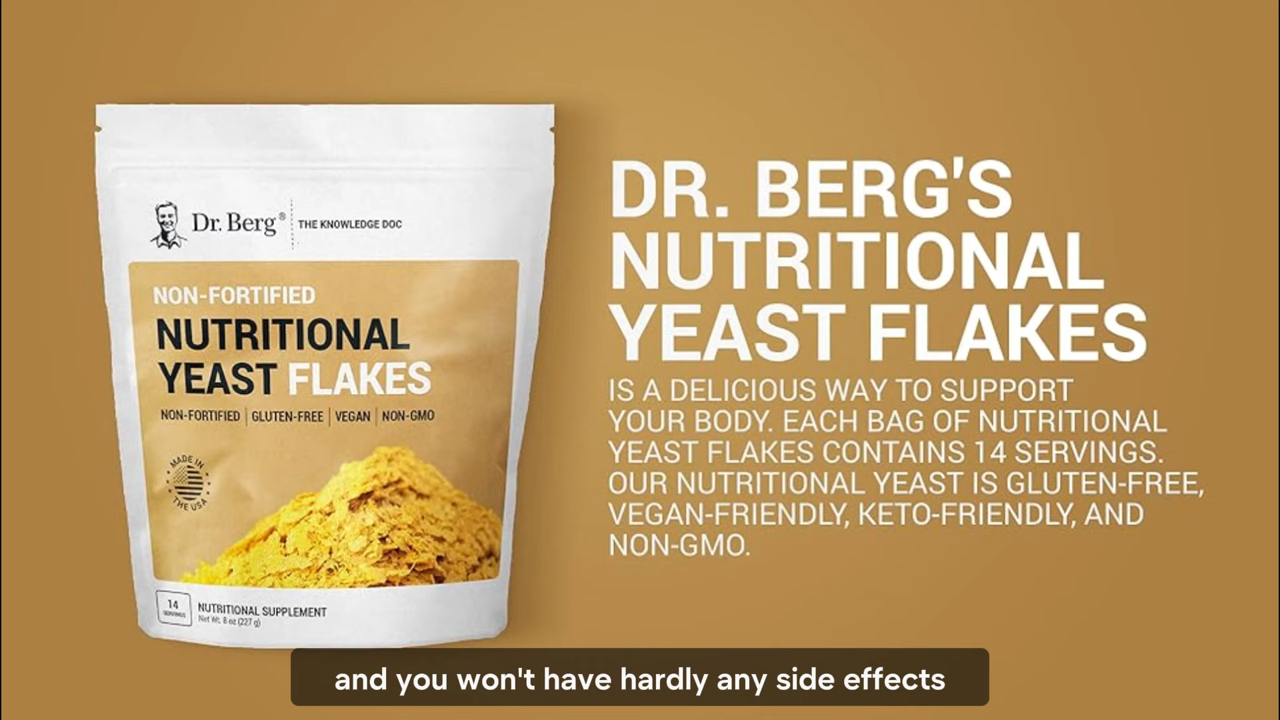 Dr. Berg® THE KNOWLEDGE DOC
NON-FORTIFIED
NUTRITIONAL
YEAST FLAKES
NON-FORTIFIED | GLUTEN-FREE | VEGAN | NON-GMO
MADE IN
THE USA
14
SERVINGS
NUTRITIONAL SUPPLEMENT
Net Wt. 8 oz (227 g)
DR. BERG'S
NUTRITIONAL
YEAST FLAKES
IS A DELICIOUS WAY TO SUPPORT
YOUR BODY. EACH BAG OF NUTRITIONAL
YEAST FLAKES CONTAINS 14 SERVINGS.
OUR NUTRITIONAL YEAST IS GLUTEN-FREE,
VEGAN-FRIENDLY, KETO-FRIENDLY, AND
NON-GMO.
and you won't have hardly any side effects